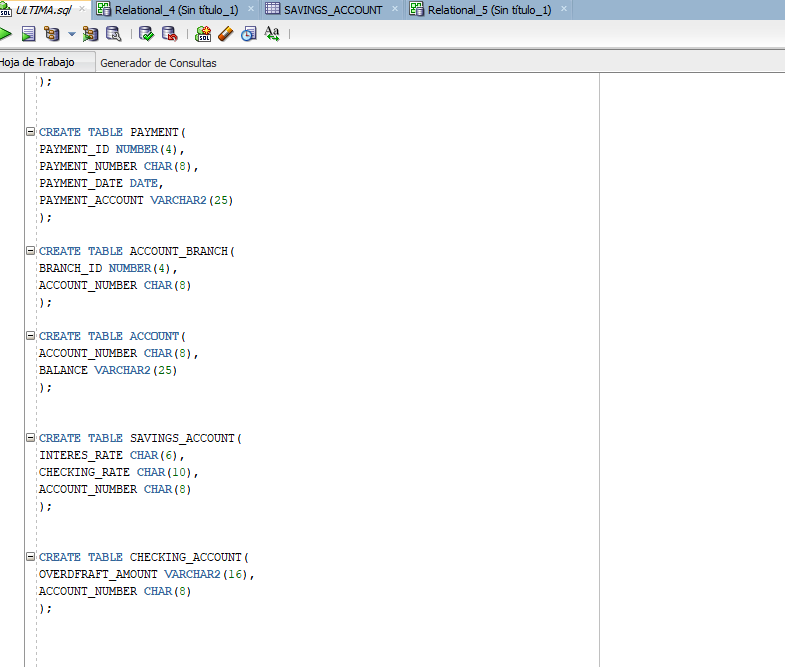 ULTIMA.sql
Relational_4 (Sin título_1)
SAVINGS_ACCOUNT
Relational_5 (Sin título_1)
SQL
SQL
Aa
Hoja de Trabajo
Generador de Consultas
);
CREATE TABLE PAYMENT(
PAYMENT_ID NUMBER(4),
PAYMENT_NUMBER CHAR(8),
PAYMENT_DATE DATE,
PAYMENT_ACCOUNT VARCHAR2(25)
);
CREATE TABLE ACCOUNT_BRANCH(
BRANCH_ID NUMBER(4),
ACCOUNT_NUMBER CHAR(8)
);
CREATE TABLE ACCOUNT(
ACCOUNT_NUMBER CHAR(8),
BALANCE VARCHAR2(25)
);
CREATE TABLE SAVINGS_ACCOUNT(
INTERES_RATE CHAR(6),
CHECKING_RATE CHAR(10),
ACCOUNT_NUMBER CHAR(8)
);
CREATE TABLE CHECKING_ACCOUNT(
OVERDFRAFT_AMOUNT VARCHAR2(16),
ACCOUNT_NUMBER CHAR(8)
);